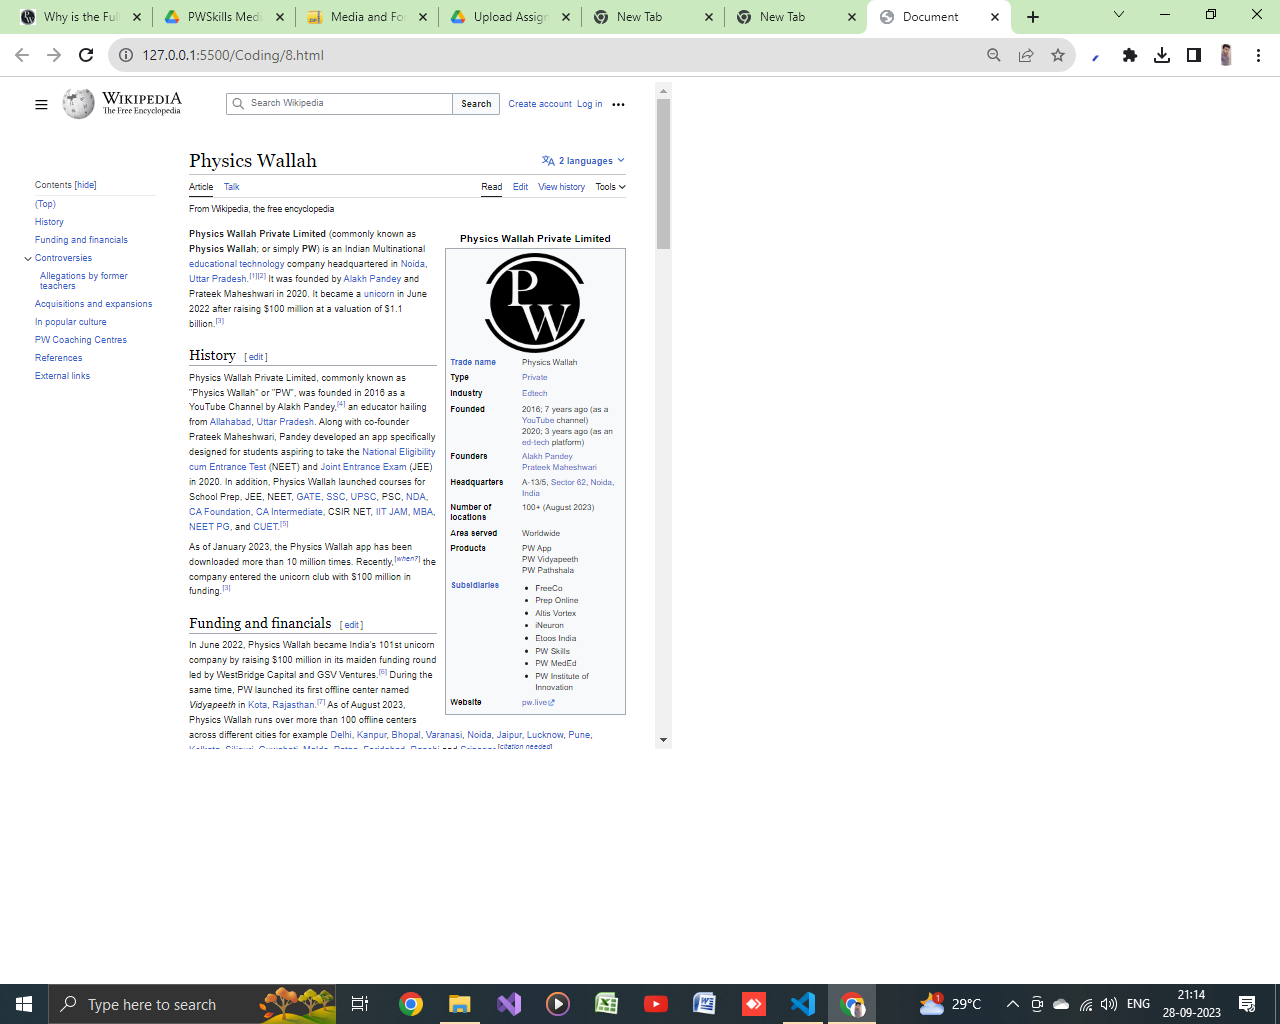 Why is the Full
PWSkills Medi
Media and For
Upload Assign
New Tab
New Tab
Document
127.0.0.1:5500/Coding/8.html
WIKIPEDIA
The Free Encyclopedia
Search Wikipedia
Search
Create account Log in
Physics Wallah
2 languages
Contents [hide]
(Top)
History
Funding and financials
Controversies
Allegations by former
teachers
Acquisitions and expansions
In popular culture
PW Coaching Centres
References
External links
Article Talk
Read Edit View history Tools
From Wikipedia, the free encyclopedia
Physics Wallah Private Limited (commonly known as
Physics Wallah; or simply PW) is an Indian Multinational
educational technology company headquartered in Noida,
Uttar Pradesh.[1][2] It was founded by Alakh Pandey and
Prateek Maheshwari in 2020. It became a unicorn in June
2022 after raising $100 million at a valuation of $1.1
billion.[3]
History [ edit ]
Physics Wallah Private Limited, commonly known as
"Physics Wallah" or "PW", was founded in 2016 as a
YouTube Channel by Alakh Pandey,[4] an educator hailing
from Allahabad, Uttar Pradesh. Along with co-founder
Prateek Maheshwari, Pandey developed an app specifically
designed for students aspiring to take the National Eligibility
cum Entrance Test (NEET) and Joint Entrance Exam (JEE)
in 2020. In addition, Physics Wallah launched courses for
School Prep, JEE, NEET, GATE, SSC, UPSC, PSC, NDA,
CA Foundation, CA Intermediate, CSIR NET, IIT JAM, MBA,
NEET PG, and CUET.[5]
As of January 2023, the Physics Wallah app has been
downloaded more than 10 million times. Recently,[when?] the
company entered the unicorn club with $100 million in
funding.[3]
Funding and financials [ edit ]
In June 2022, Physics Wallah became India's 101st unicorn
company by raising $100 million in its maiden funding round
led by WestBridge Capital and GSV Ventures.[6] During the
same time, PW launched its first offline center named
Vidyapeeth in Kota, Rajasthan.[7] As of August 2023,
Physics Wallah runs over more than 100 offline centers
across different cities for example Delhi, Kanpur, Bhopal, Varanasi, Noida, Jaipur, Lucknow, Pune,
Kolkata, Siliguri, Guwahati, Malda, Patna, Faridabad, Ranchi and Srinagar.[citation needed]
Physics Wallah Private Limited
P
W
Trade name Physics Wallah
Type Private
Industry Edtech
Founded 2016; 7 years ago (as a
YouTube channel)
2020; 3 years ago (as an
ed-tech platform)
Founders Alakh Pandey
Prateek Maheshwari
Headquarters A-13/5, Sector 62, Noida,
India
Number of 100+ (August 2023)
locations
Area served Worldwide
Products PW App
PW Vidyapeeth
PW Pathshala
Subsidiaries • FreeCo
• Prep Online
• Altis Vortex
• iNeuron
• Etoos India
• PW Skills
• PW MedEd
• PW Institute of
Innovation
Website pw.live
Type here to search
1
29°C
ENG
21:14
28-09-2023